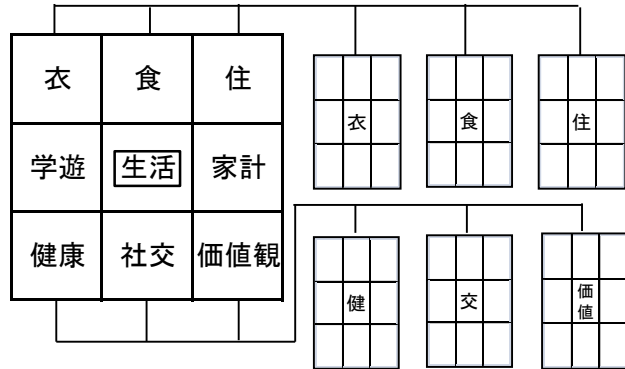 衣 食 住
学遊 生活 家計
健康 社交 価値観
衣 食 住
健 交 価
値